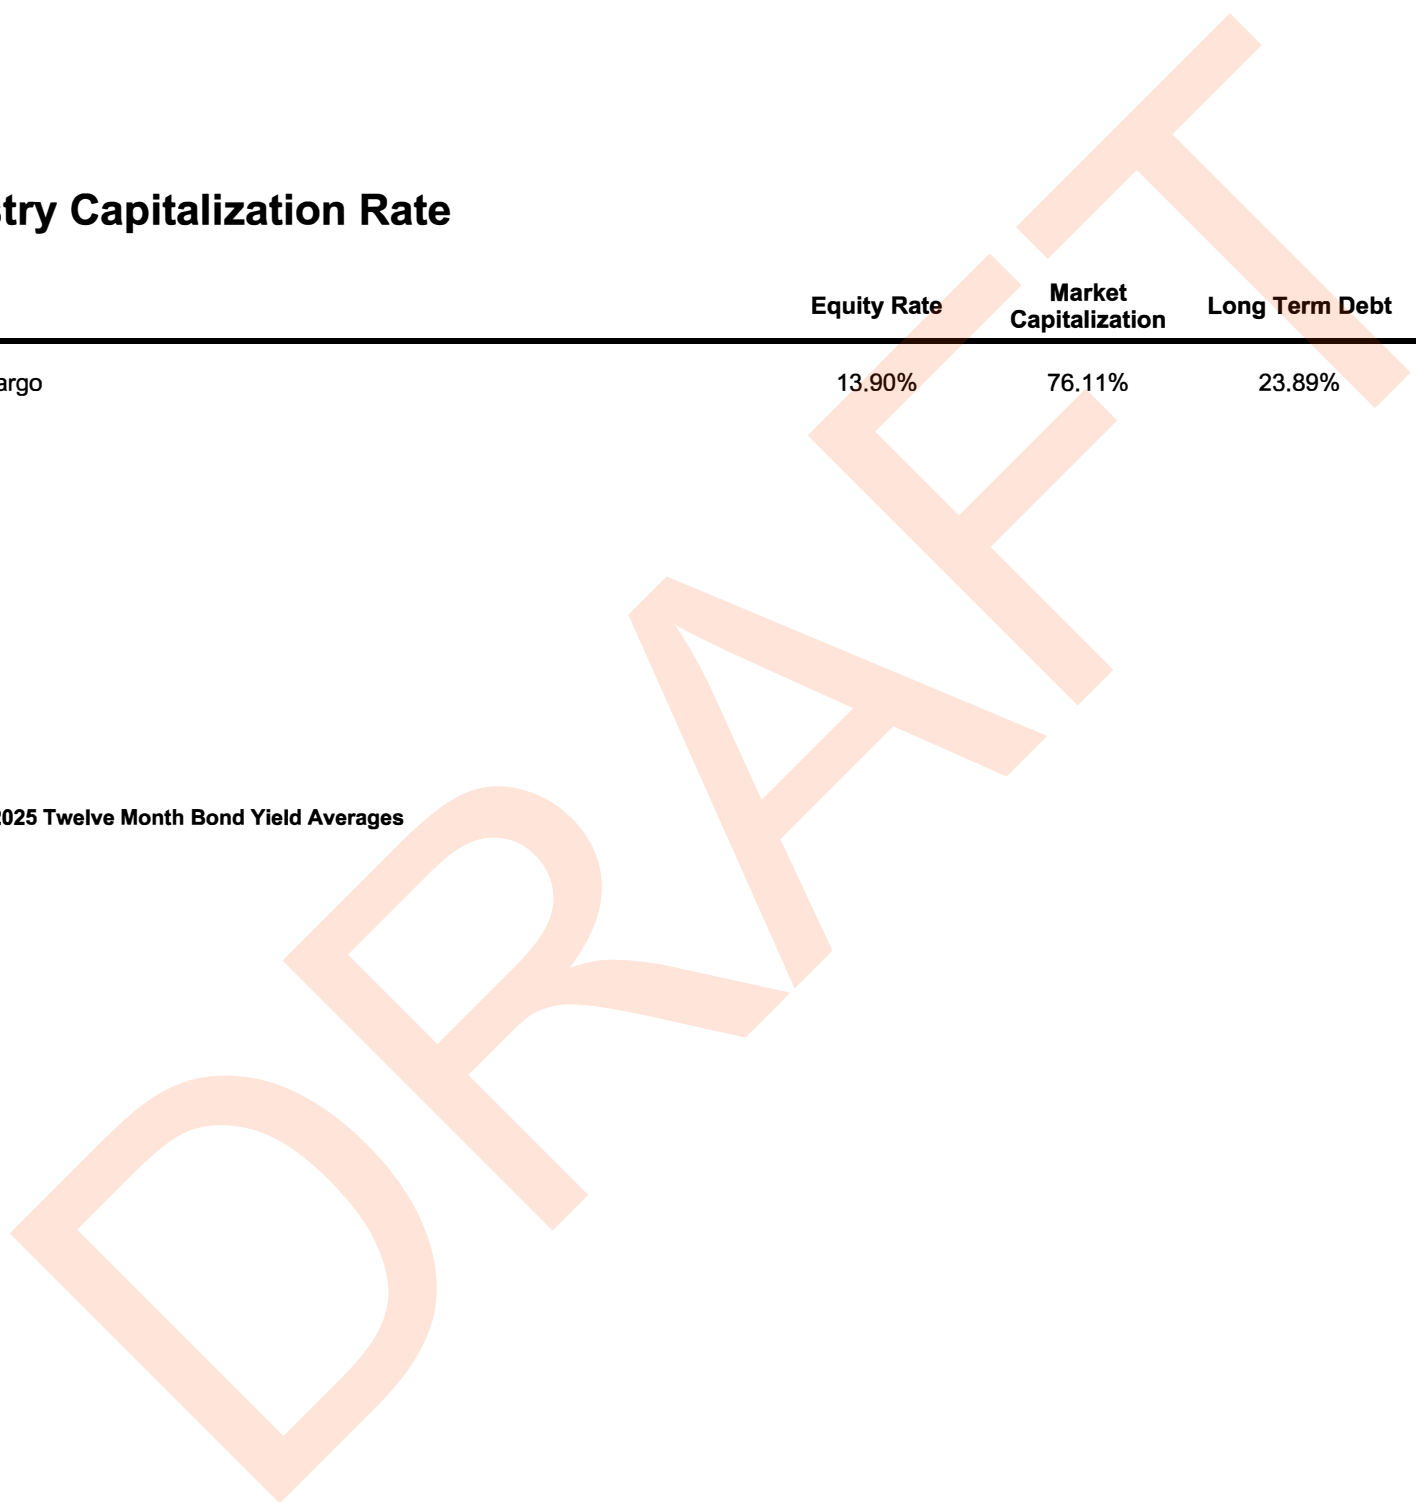 stry Capitalization Rate
Equity Rate Market Capitalization Long Term Debt
argo 13.90% 76.11% 23.89%
2025 Twelve Month Bond Yield Averages
DRAFT